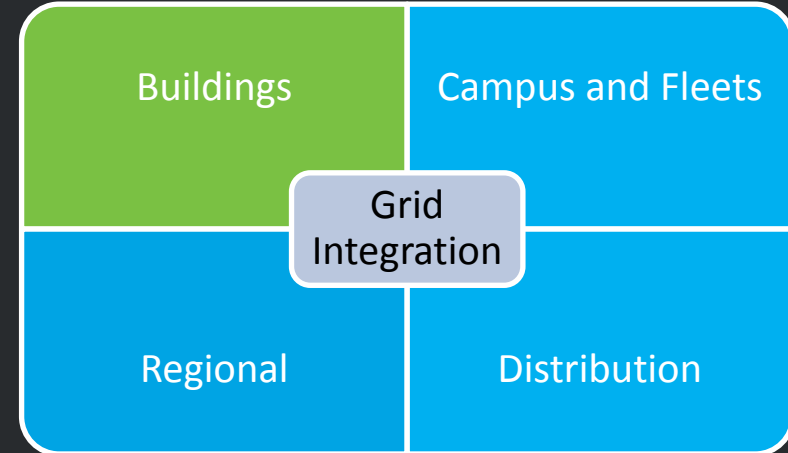 Buildings
Campus and Fleets
Grid
Integration
Regional
Distribution